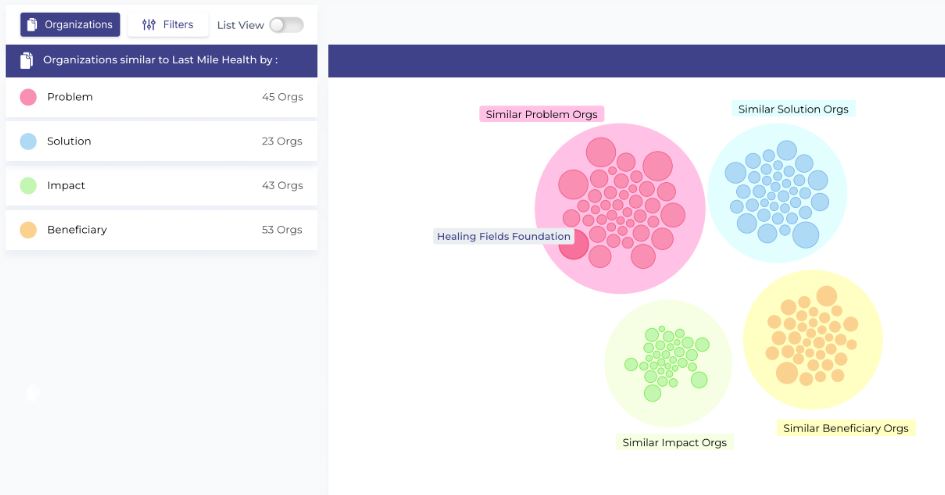 Organizations
Filters
List View
Organizations similar to Last Mile Health by :
Problem 45 Orgs
Solution 23 Orgs
Impact 43 Orgs
Beneficiary 53 Orgs
Similar Problem Orgs
Similar Solution Orgs
Healing Fields Foundation
Similar Impact Orgs
Similar Beneficiary Orgs